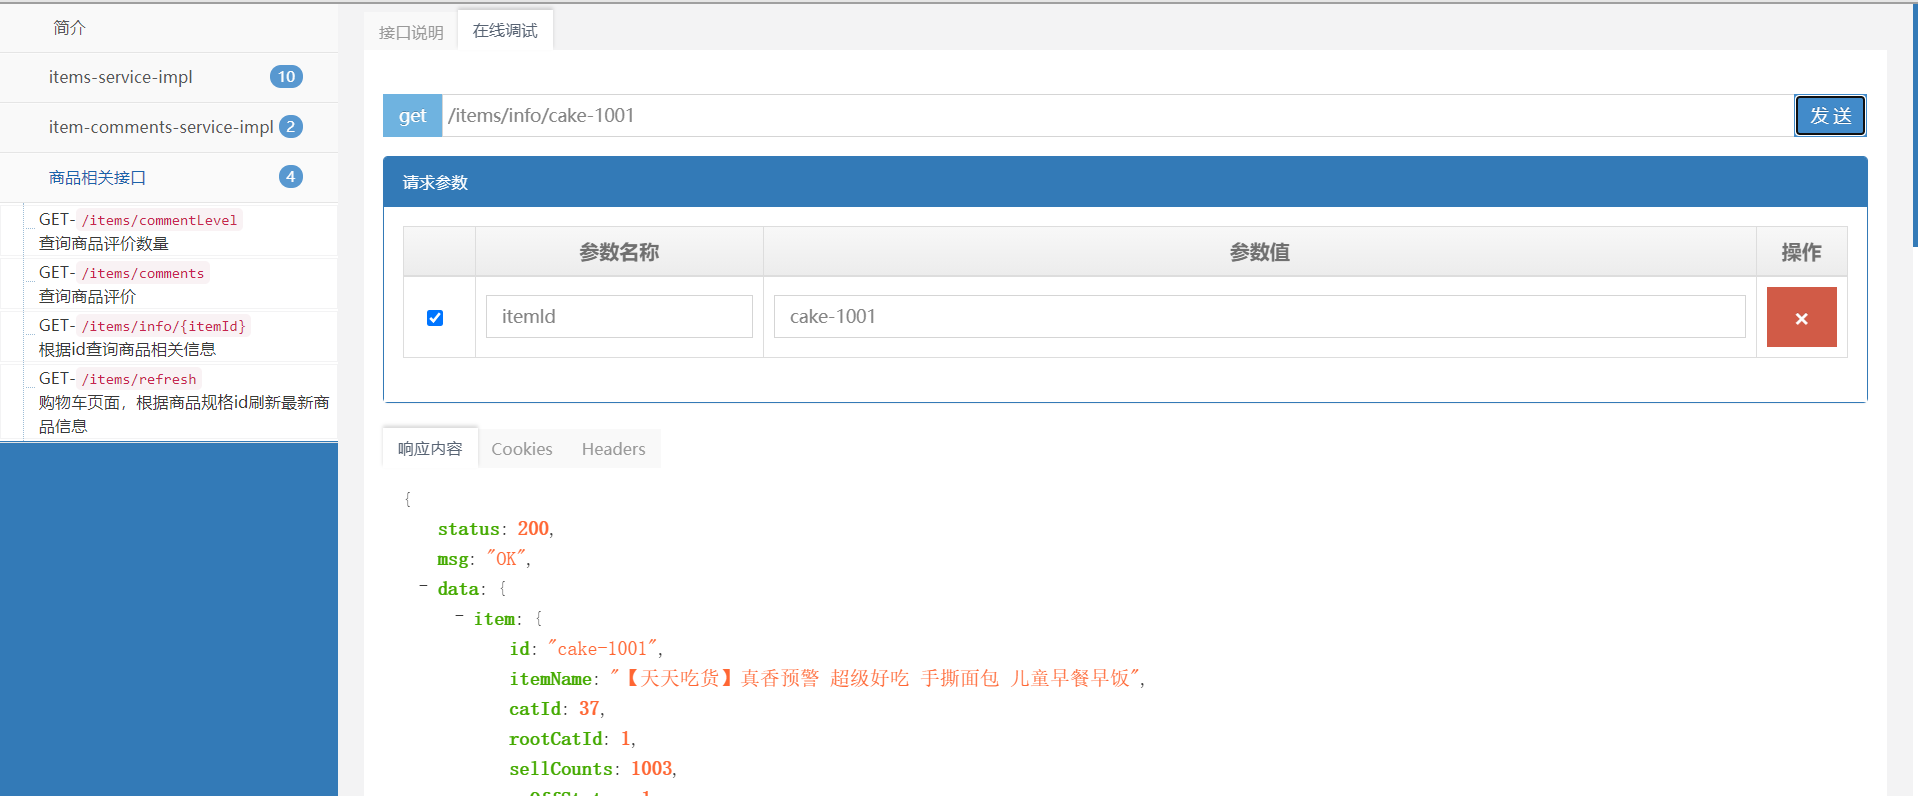 简介
items-service-impl 10
item-comments-service-impl 2
商品相关接口 4
GET-/items/commentLevel
查询商品评价数量
GET-/items/comments
查询商品评价
GET-/items/info/{itemId}
根据id查询商品相关信息
GET-/items/refresh
购物车页面，根据商品规格id刷新最新商
品信息
接口说明 在线调试
get /items/info/cake-1001 发 送
请求参数
参数名称 参数值 操作
itemId cake-1001 ×
响应内容 Cookies Headers
{
status: 200,
msg: "OK",
- data: {
- item: {
id: "cake-1001",
itemName: "【天天吃货】真香预警 超级好吃 手撕面包 儿童早餐早饭",
catId: 37,
rootCatId: 1,
sellCounts: 1003,